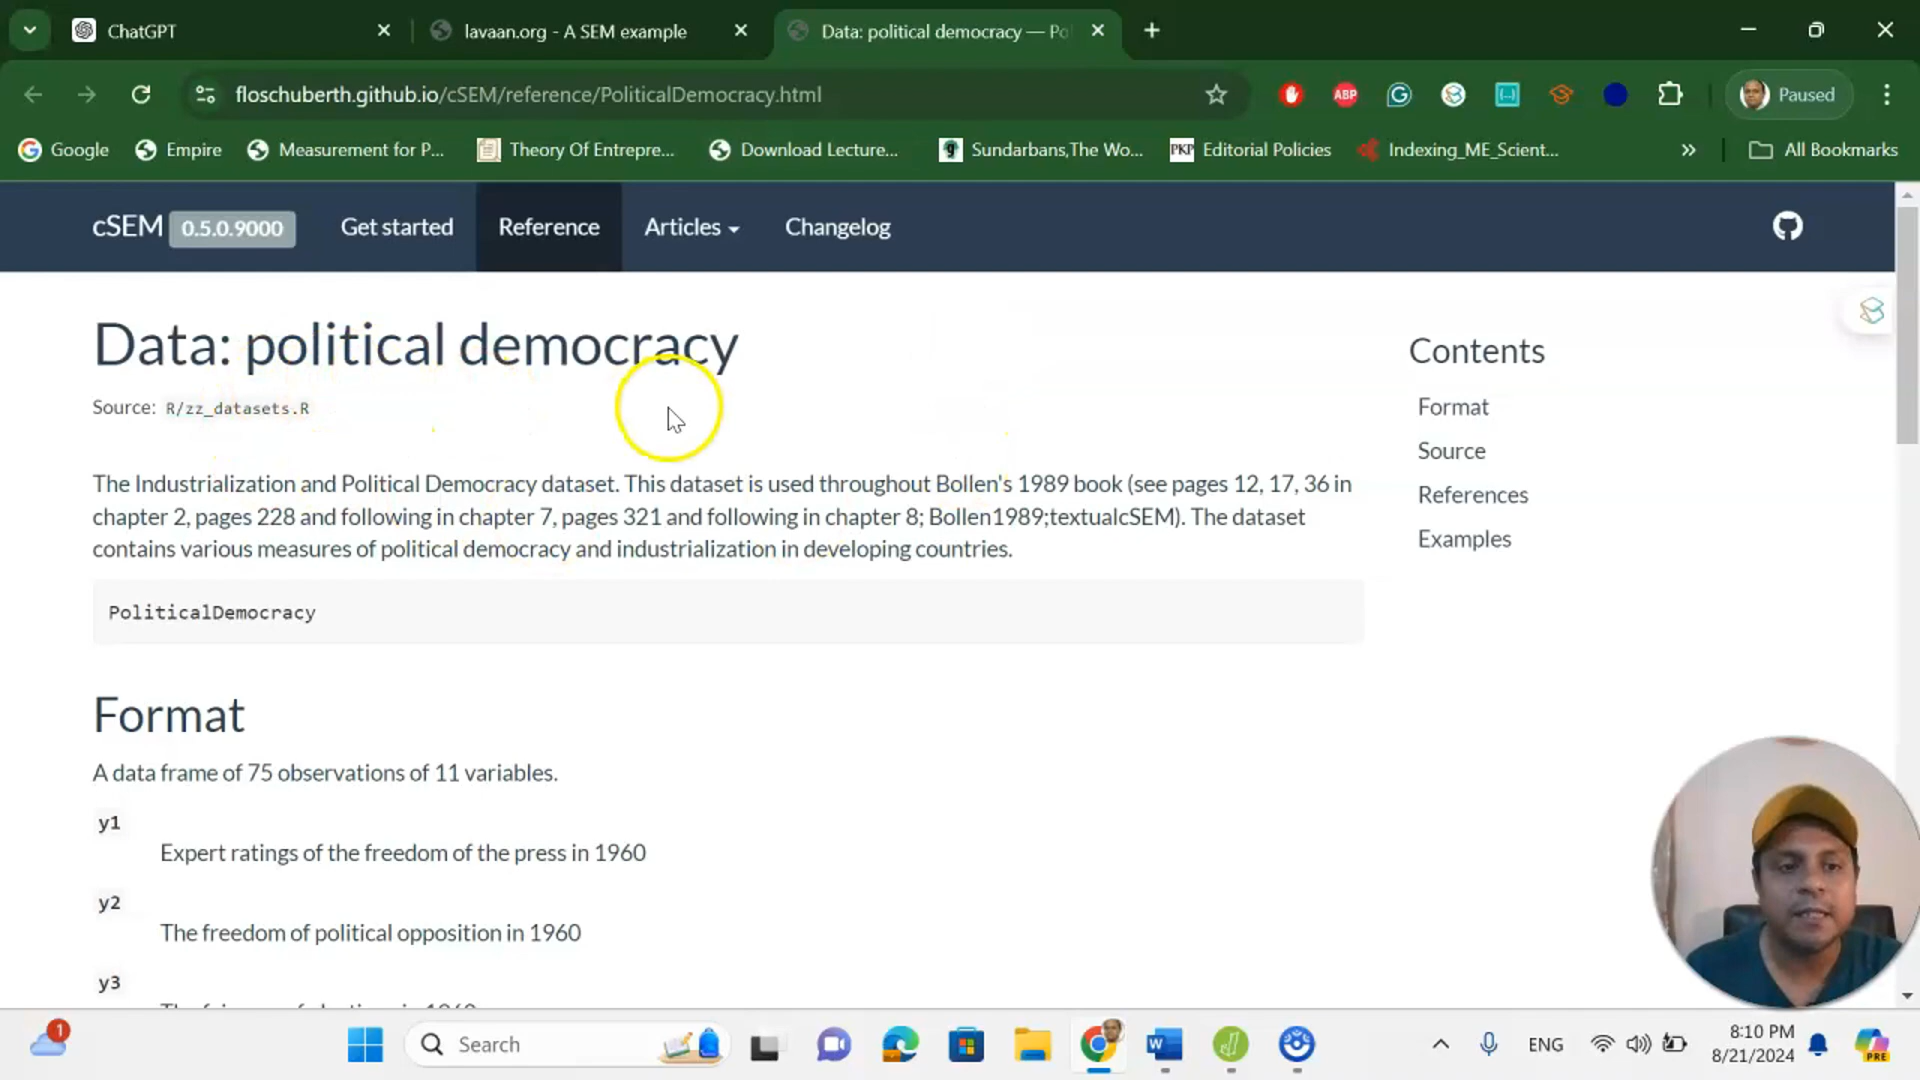 ChatGPT
lavaan.org - A SEM example
Data: political democracy — Po
floschuberth.github.io/cSEM/reference/PoliticalDemocracy.html
ABP
Paused
Google
Empire
Measurement for P...
Theory Of Entrepre...
Download Lecture...
Sundarbans,The Wo...
PKP Editorial Policies
Indexing_ME_Scient...
»
All Bookmarks
cSEM 0.5.0.9000
Get started
Reference
Articles
Changelog
Data: political democracy
Source: R/zz_datasets.R
The Industrialization and Political Democracy dataset. This dataset is used throughout Bollen's 1989 book (see pages 12, 17, 36 in
chapter 2, pages 228 and following in chapter 7, pages 321 and following in chapter 8; Bollen1989;textualcSEM). The dataset
contains various measures of political democracy and industrialization in developing countries.
PoliticalDemocracy
Format
A data frame of 75 observations of 11 variables.
y1
Expert ratings of the freedom of the press in 1960
y2
The freedom of political opposition in 1960
y3
Contents
Format
Source
References
Examples
1
Search
ENG
8:10 PM
8/21/2024
PRE